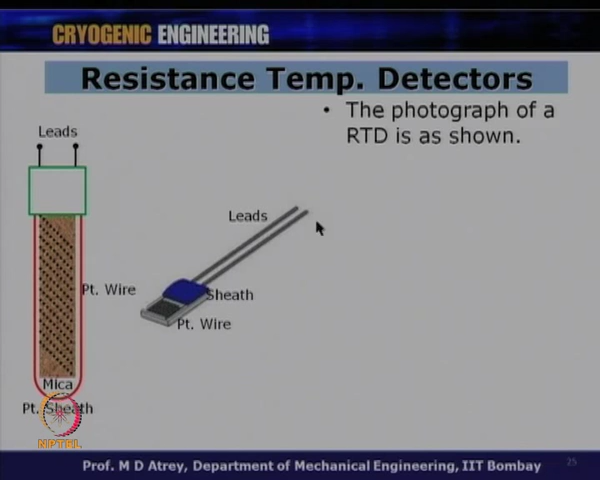 CRYOGENIC ENGINEERING
Resistance Temp. Detectors
• The photograph of a
RTD is as shown.
Leads
Pt. Wire
Mica
Pt. Sheath
Leads
Sheath
Pt. Wire
NPTEL
Prof. M D Atrey, Department of Mechanical Engineering, IIT Bombay
25